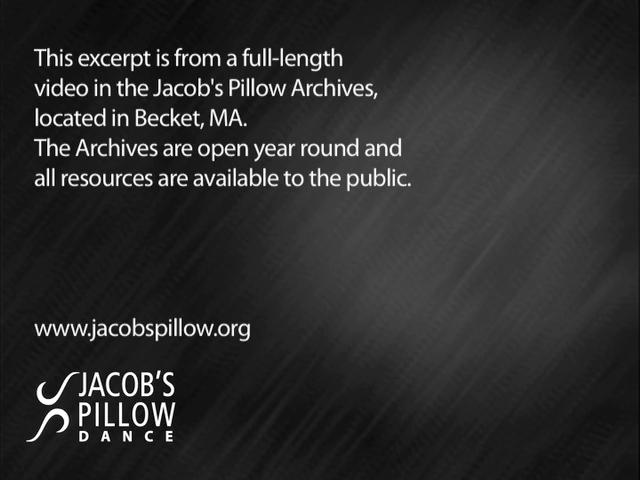 This excerpt is from a full-length
video in the Jacob's Pillow Archives,
located in Becket, MA.
The Archives are open year round and
all resources are available to the public.
www.jacobspillow.org
JACOB'S
PILLOW
DANCE